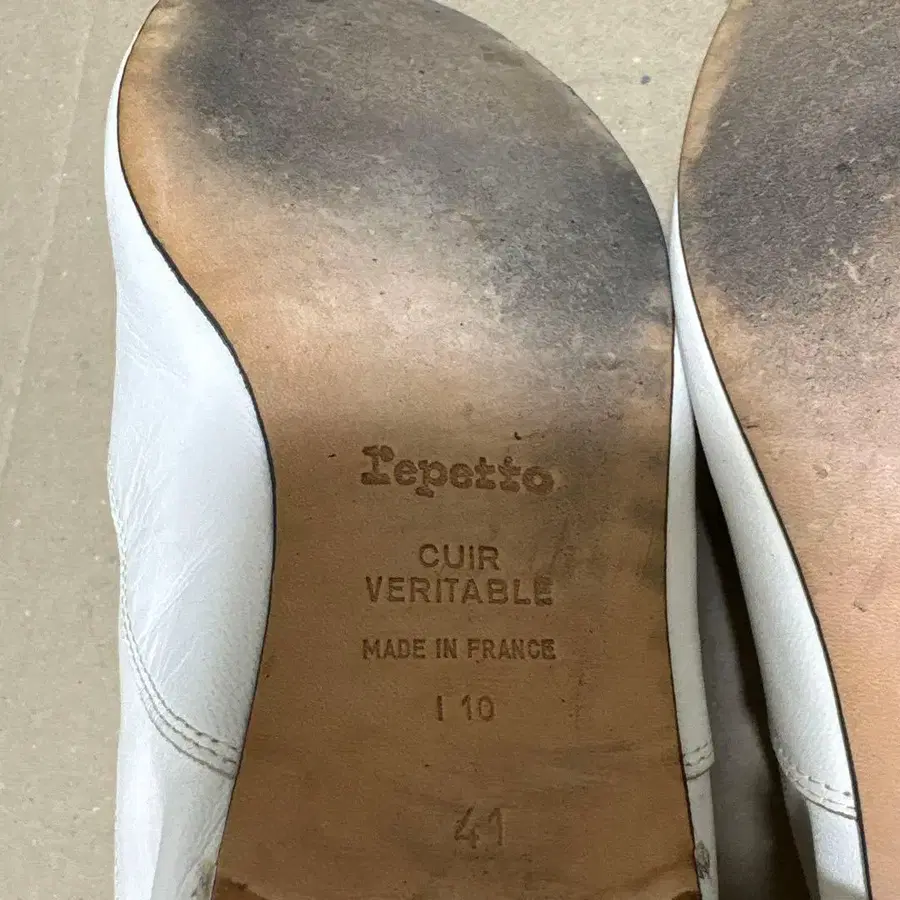 repetto
CUIR
VERITABLE
MADE IN FRANCE
I 10
41